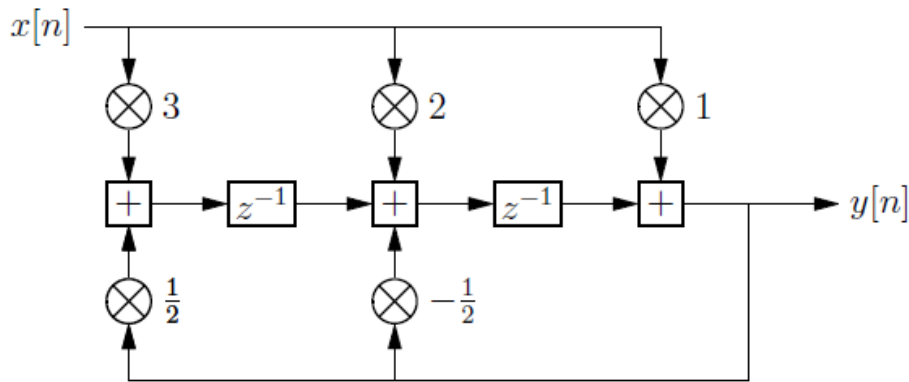 x[n]
3 2 1
+ z⁻¹ + z⁻¹ + y[n]
½ −½